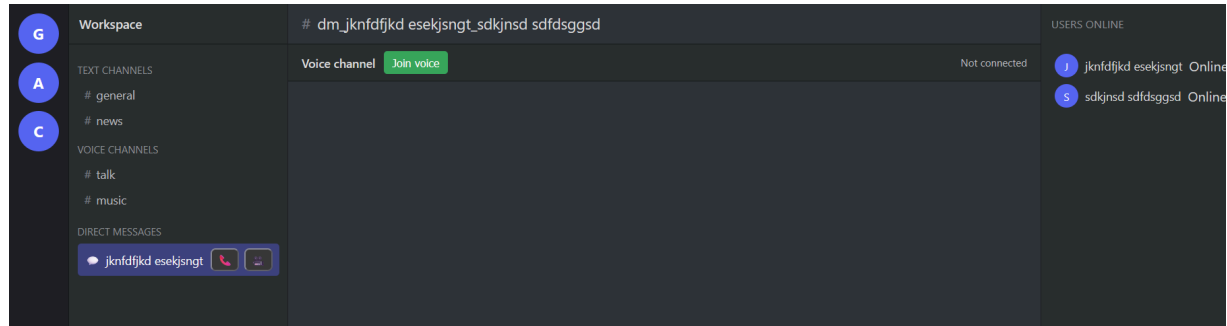 G
A
C
Workspace
TEXT CHANNELS
# general
# news
VOICE CHANNELS
# talk
# music
DIRECT MESSAGES
jknfdfjkd esekjsngt
# dm_jknfdfjkd esekjsngt_sdkjnsd sdfdsggsd
Voice channel Join voice Not connected
USERS ONLINE
J jknfdfjkd esekjsngt Online
S sdkjnsd sdfdsggsd Online